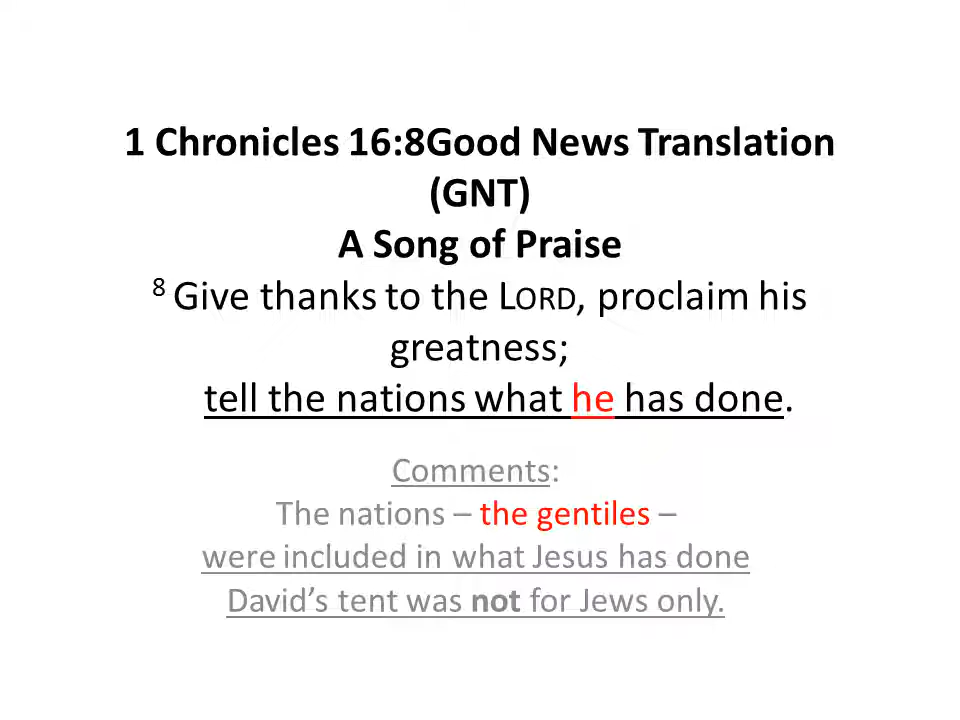 1 Chronicles 16:8Good News Translation
(GNT)
A Song of Praise
8 Give thanks to the LORD, proclaim his
greatness;
tell the nations what he has done.
Comments:
The nations – the gentiles –
were included in what Jesus has done
David’s tent was not for Jews only.